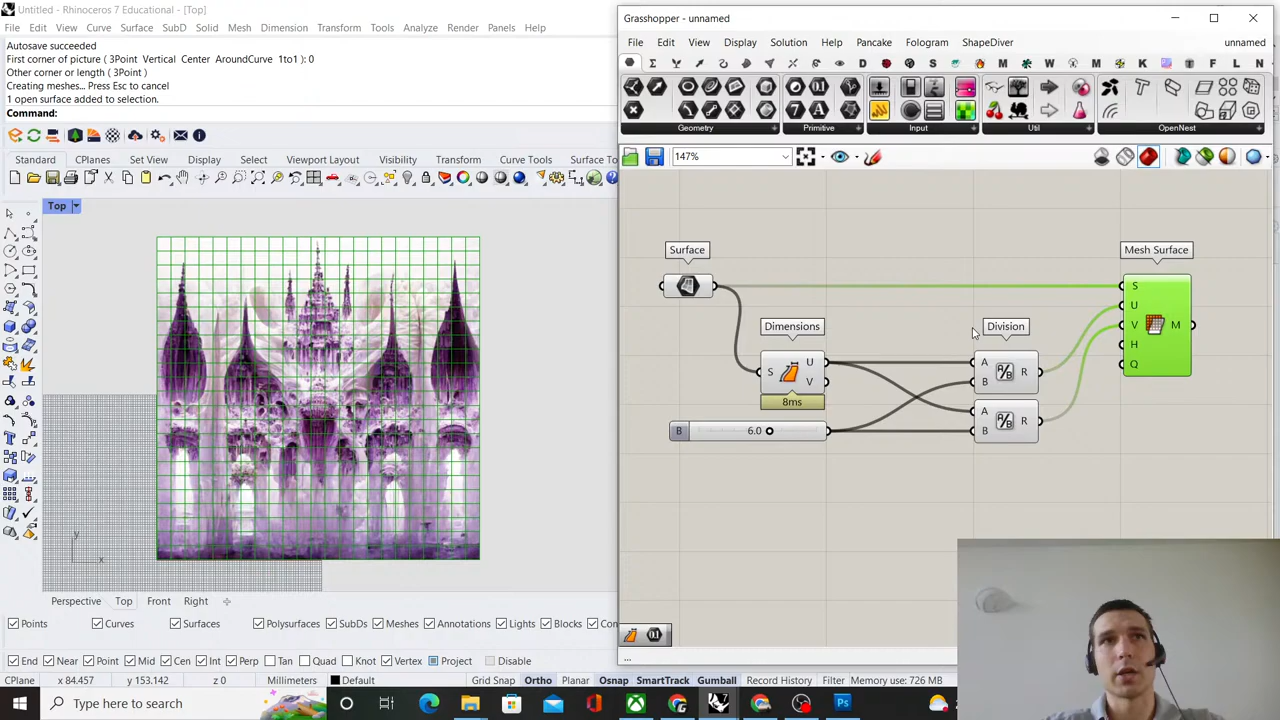 Untitled - Rhinoceros 7 Educational - [Top]
File Edit View Curve Surface SubD Solid Mesh Dimension Transform Tools Analyze Render Panels Help
Autosave succeeded
First corner of picture ( 3Point Vertical Center AroundCurve 1to1 ): 0
Other corner or length ( 3Point )
Creating meshes... Press Esc to cancel
1 open surface added to selection.
Command:
Standard CPlanes Set View Display Select Viewport Layout Visibility Transform Curve Tools Surface To
Top
y
x
Perspective Top Front Right
Points Curves Surfaces Polysurfaces SubDs Meshes Annotations Lights Blocks Con
End Near Point Mid Cen Int Perp Tan Quad Knot Vertex Project Disable
CPlane x 84.457 y 153.142 z 0 Millimeters Default Grid Snap Ortho Planar Osnap SmartTrack Gumball Record History Filter Memory use: 726 MB
Grasshopper - unnamed
File Edit View Display Solution Help Pancake Fologram ShapeDiver unnamed
Geometry Primitive Input Util OpenNest
147%
Surface
Mesh Surface
Dimensions
Division
S
U
V
8ms
B 6.0
A
B
R
A
B
R
S
U
V
H
Q
M
...
Type here to search